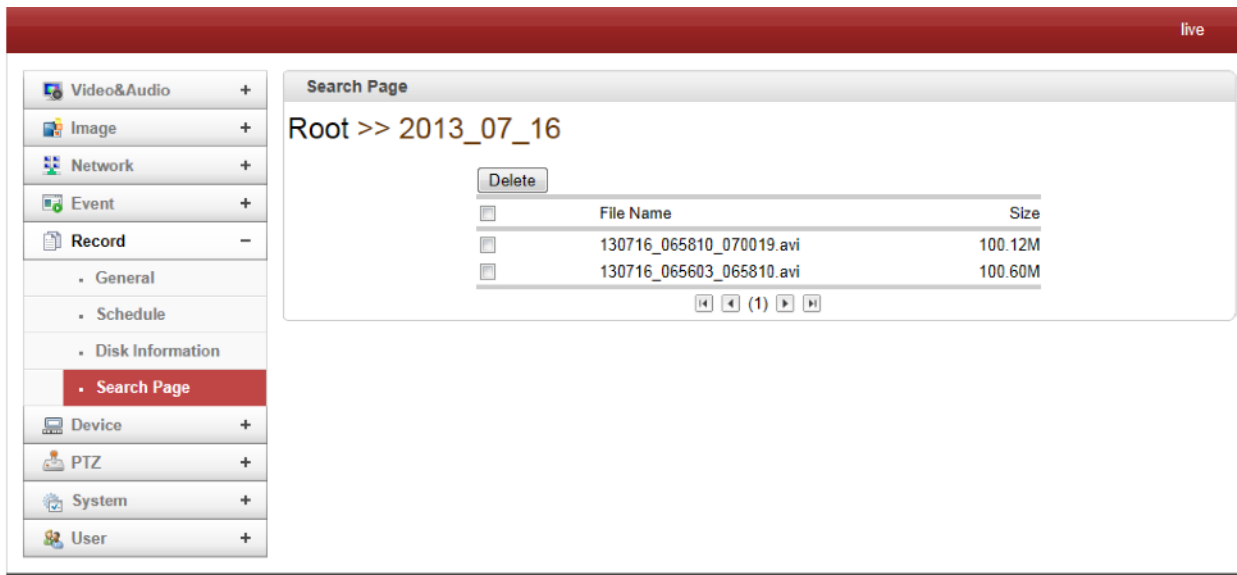 live
Video&Audio +
Image +
Network +
Event +
Record −
General
Schedule
Disk Information
Search Page
Device +
PTZ +
System +
User +
Search Page
Root >> 2013_07_16
Delete
File Name Size
130716_065810_070019.avi 100.12M
130716_065603_065810.avi 100.60M
(1)